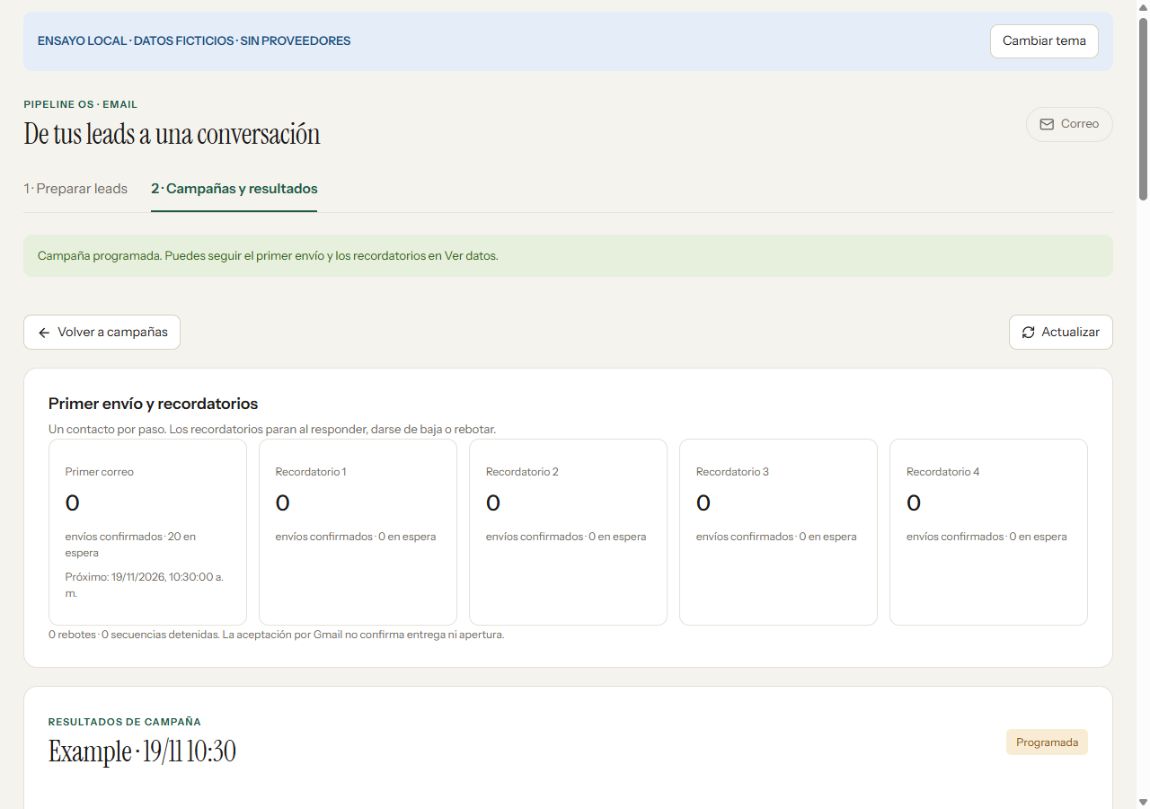 ENSAYO LOCAL · DATOS FICTICIOS · SIN PROVEEDORES
Cambiar tema
PIPELINE OS · EMAIL
De tus leads a una conversación
Correo
1 · Preparar leads
2 · Campañas y resultados
Campaña programada. Puedes seguir el primer envío y los recordatorios en Ver datos.
Volver a campañas
Actualizar
Primer envío y recordatorios
Un contacto por paso. Los recordatorios paran al responder, darse de baja o rebotar.
Primer correo
0
envíos confirmados · 20 en
espera
Próximo: 19/11/2026, 10:30:00 a.
m.
Recordatorio 1
0
envíos confirmados · 0 en espera
Recordatorio 2
0
envíos confirmados · 0 en espera
Recordatorio 3
0
envíos confirmados · 0 en espera
Recordatorio 4
0
envíos confirmados · 0 en espera
0 rebotes · 0 secuencias detenidas. La aceptación por Gmail no confirma entrega ni apertura.
RESULTADOS DE CAMPAÑA
Example · 19/11 10:30
Programada